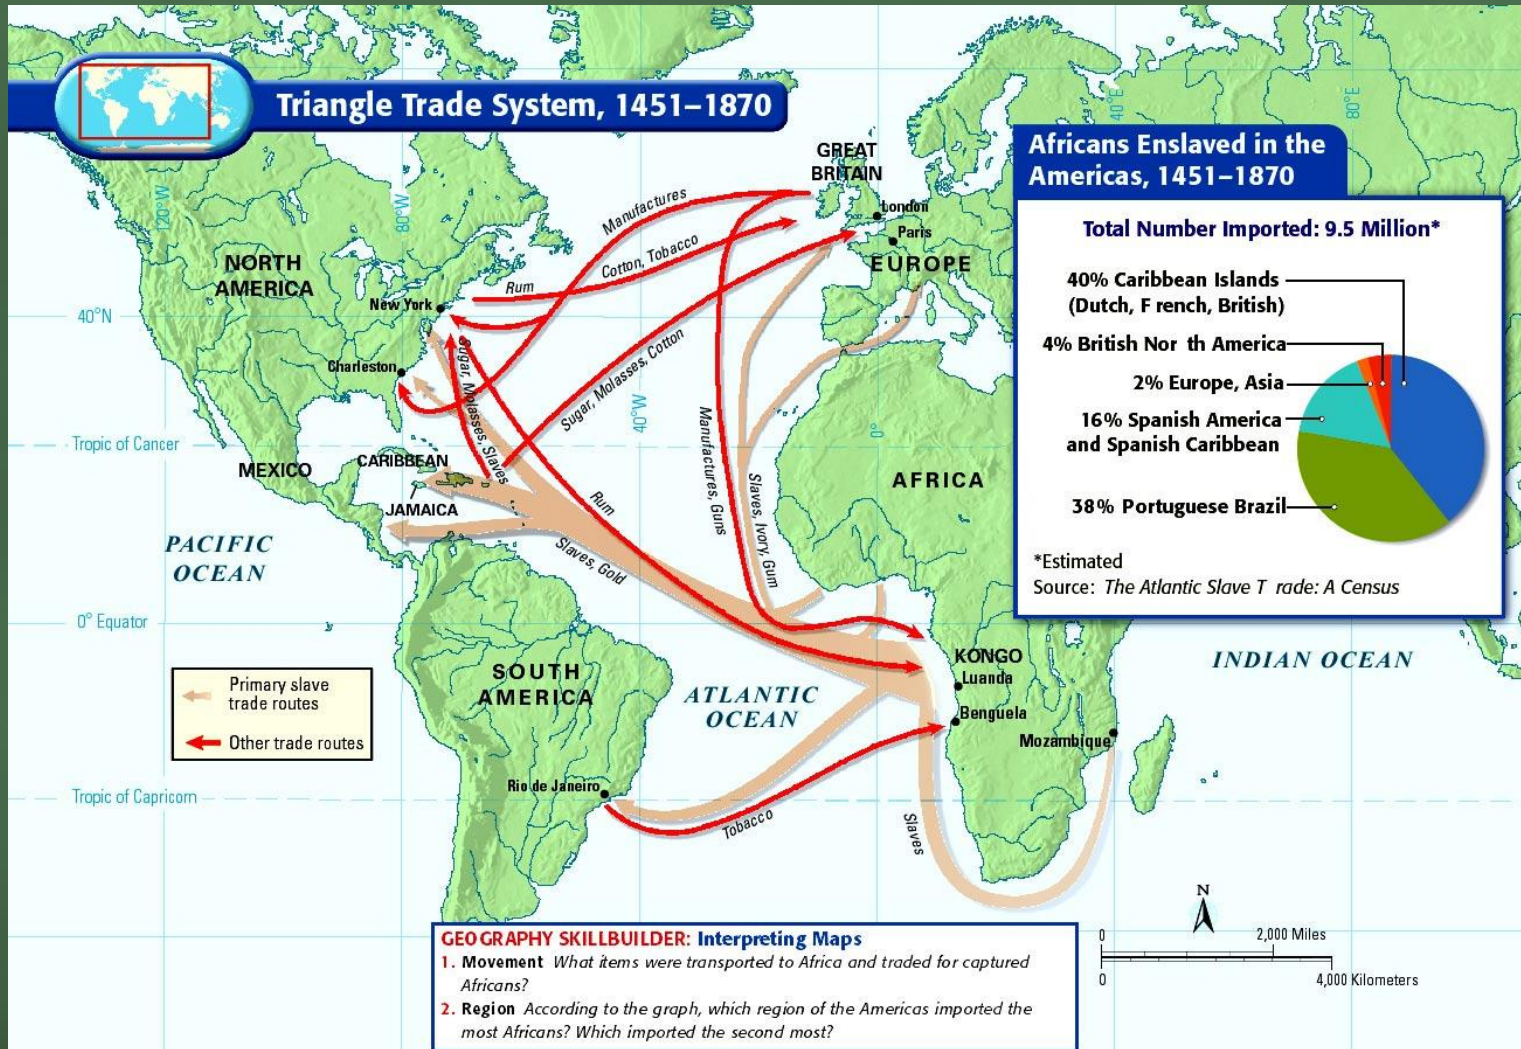 Triangle Trade System, 1451–1870
120°W
80°W
40°E
80°E
GREAT
BRITAIN
London
Paris
EUROPE
Manufactures
Cotton, Tobacco
Rum
NORTH
AMERICA
New York
40°N
Charleston
Sugar, Molasses, Slaves
Sugar, Molasses, Cotton
40°W
0°
Tropic of Cancer
MEXICO
CARIBBEAN
JAMAICA
Rum
Manufactures, Guns
Slaves, Ivory, Gum
AFRICA
PACIFIC
OCEAN
Slaves, Gold
0° Equator
SOUTH
AMERICA
ATLANTIC
OCEAN
KONGO
Luanda
Benguela
Mozambique
INDIAN OCEAN
Primary slave
trade routes
Other trade routes
Rio de Janeiro
Tropic of Capricorn
Tobacco
Slaves
Africans Enslaved in the
Americas, 1451–1870
Total Number Imported: 9.5 Million*
40% Caribbean Islands
(Dutch, F rench, British)
4% British Nor th America
2% Europe, Asia
16% Spanish America
and Spanish Caribbean
38% Portuguese Brazil
*Estimated
Source: The Atlantic Slave T rade: A Census
N
0 2,000 Miles
0 4,000 Kilometers
GEOGRAPHY SKILLBUILDER: Interpreting Maps
1. Movement What items were transported to Africa and traded for captured
Africans?
2. Region According to the graph, which region of the Americas imported the
most Africans? Which imported the second most?